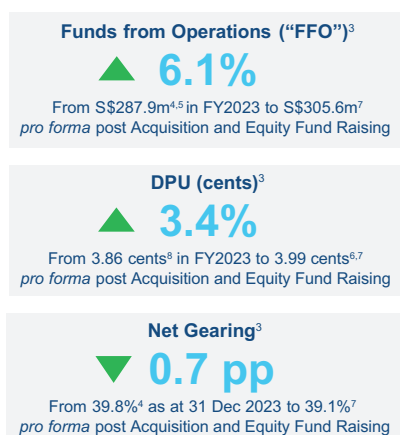 Funds from Operations (“FFO”)³
6.1%
From S$287.9m⁴,⁵ in FY2023 to S$305.6m⁷
pro forma post Acquisition and Equity Fund Raising
DPU (cents)³
3.4%
From 3.86 cents⁸ in FY2023 to 3.99 cents⁶,⁷
pro forma post Acquisition and Equity Fund Raising
Net Gearing³
0.7 pp
From 39.8%⁴ as at 31 Dec 2023 to 39.1%⁷
pro forma post Acquisition and Equity Fund Raising